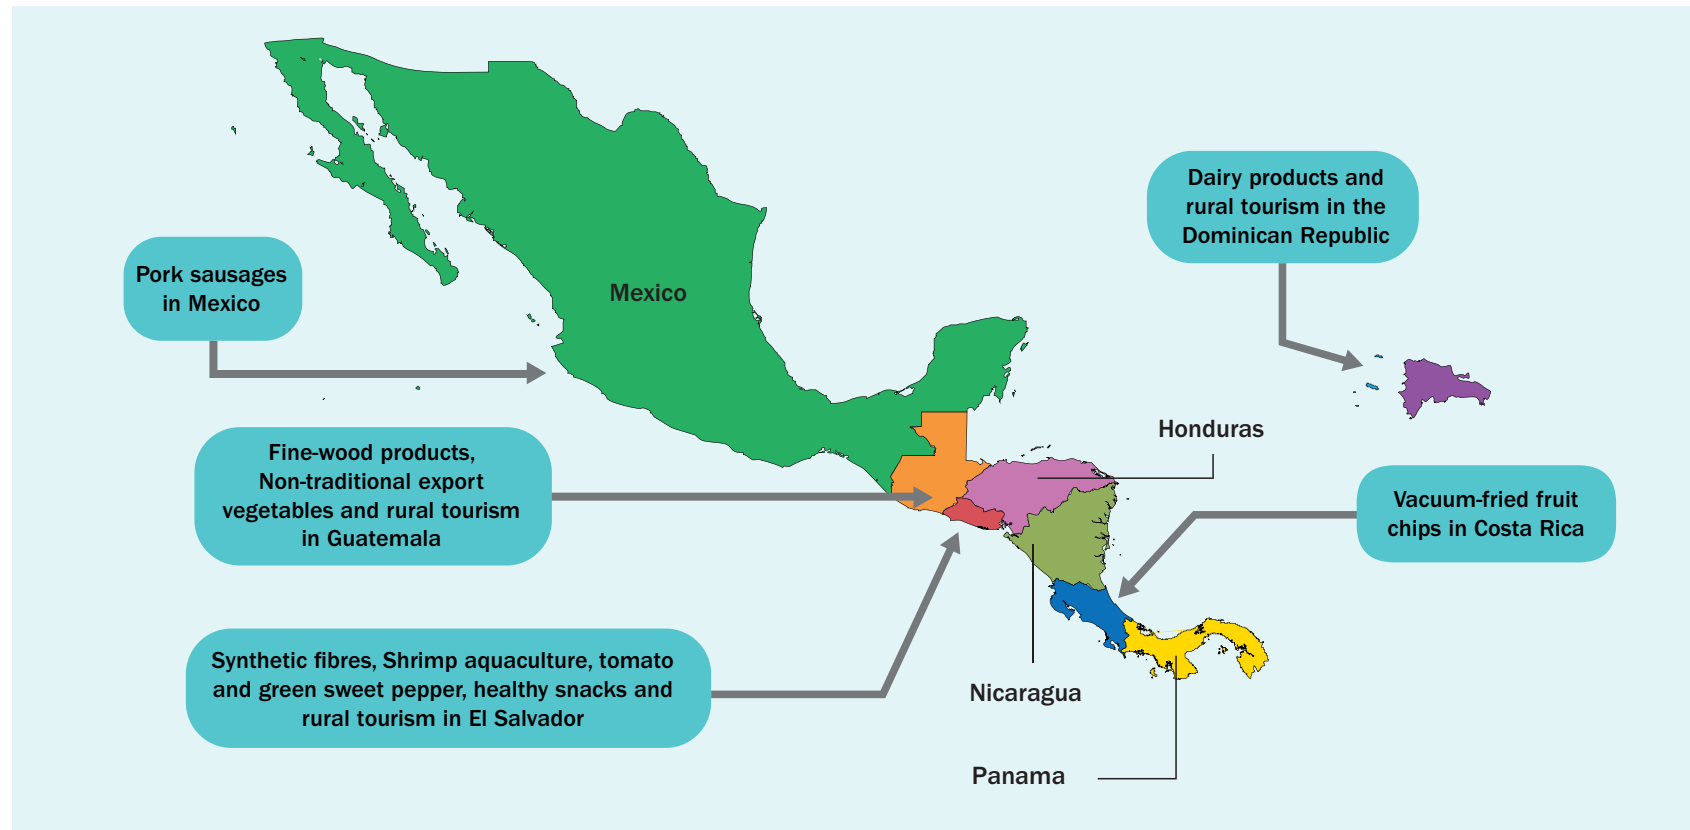 Dairy products and
rural tourism in the
Dominican Republic
Pork sausages
in Mexico
Mexico
Honduras
Fine-wood products,
Non-traditional export
vegetables and rural tourism
in Guatemala
Vacuum-fried fruit
chips in Costa Rica
Synthetic fibres, Shrimp aquaculture, tomato
and green sweet pepper, healthy snacks and
rural tourism in El Salvador
Nicaragua
Panama